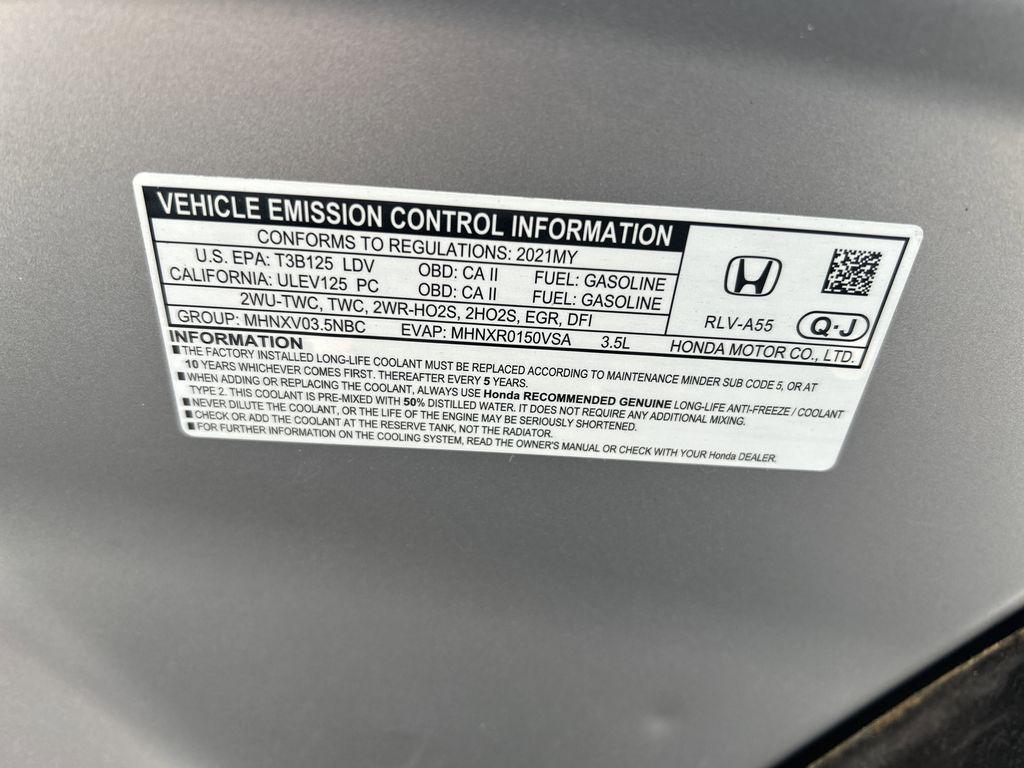 VEHICLE EMISSION CONTROL INFORMATION
CONFORMS TO REGULATIONS: 2021MY
U.S. EPA: T3B125 LDV OBD: CA II FUEL: GASOLINE
CALIFORNIA: ULEV125 PC OBD: CA II FUEL: GASOLINE
2WU-TWC, TWC, 2WR-HO2S, 2HO2S, EGR, DFI
GROUP: MHNXV03.5NBC EVAP: MHNXR0150VSA 3.5L
RLV-A55 Q-J
HONDA MOTOR CO., LTD.
INFORMATION
■THE FACTORY INSTALLED LONG-LIFE COOLANT MUST BE REPLACED ACCORDING TO MAINTENANCE MINDER SUB CODE 5, OR AT
10 YEARS WHICHEVER COMES FIRST. THEREAFTER EVERY 5 YEARS.
■WHEN ADDING OR REPLACING THE COOLANT, ALWAYS USE Honda RECOMMENDED GENUINE LONG-LIFE ANTI-FREEZE / COOLANT
TYPE 2. THIS COOLANT IS PRE-MIXED WITH 50% DISTILLED WATER. IT DOES NOT REQUIRE ANY ADDITIONAL MIXING.
■NEVER DILUTE THE COOLANT, OR THE LIFE OF THE ENGINE MAY BE SERIOUSLY SHORTENED.
■CHECK OR ADD THE COOLANT AT THE RESERVE TANK, NOT THE RADIATOR.
■FOR FURTHER INFORMATION ON THE COOLING SYSTEM, READ THE OWNER'S MANUAL OR CHECK WITH YOUR Honda DEALER.